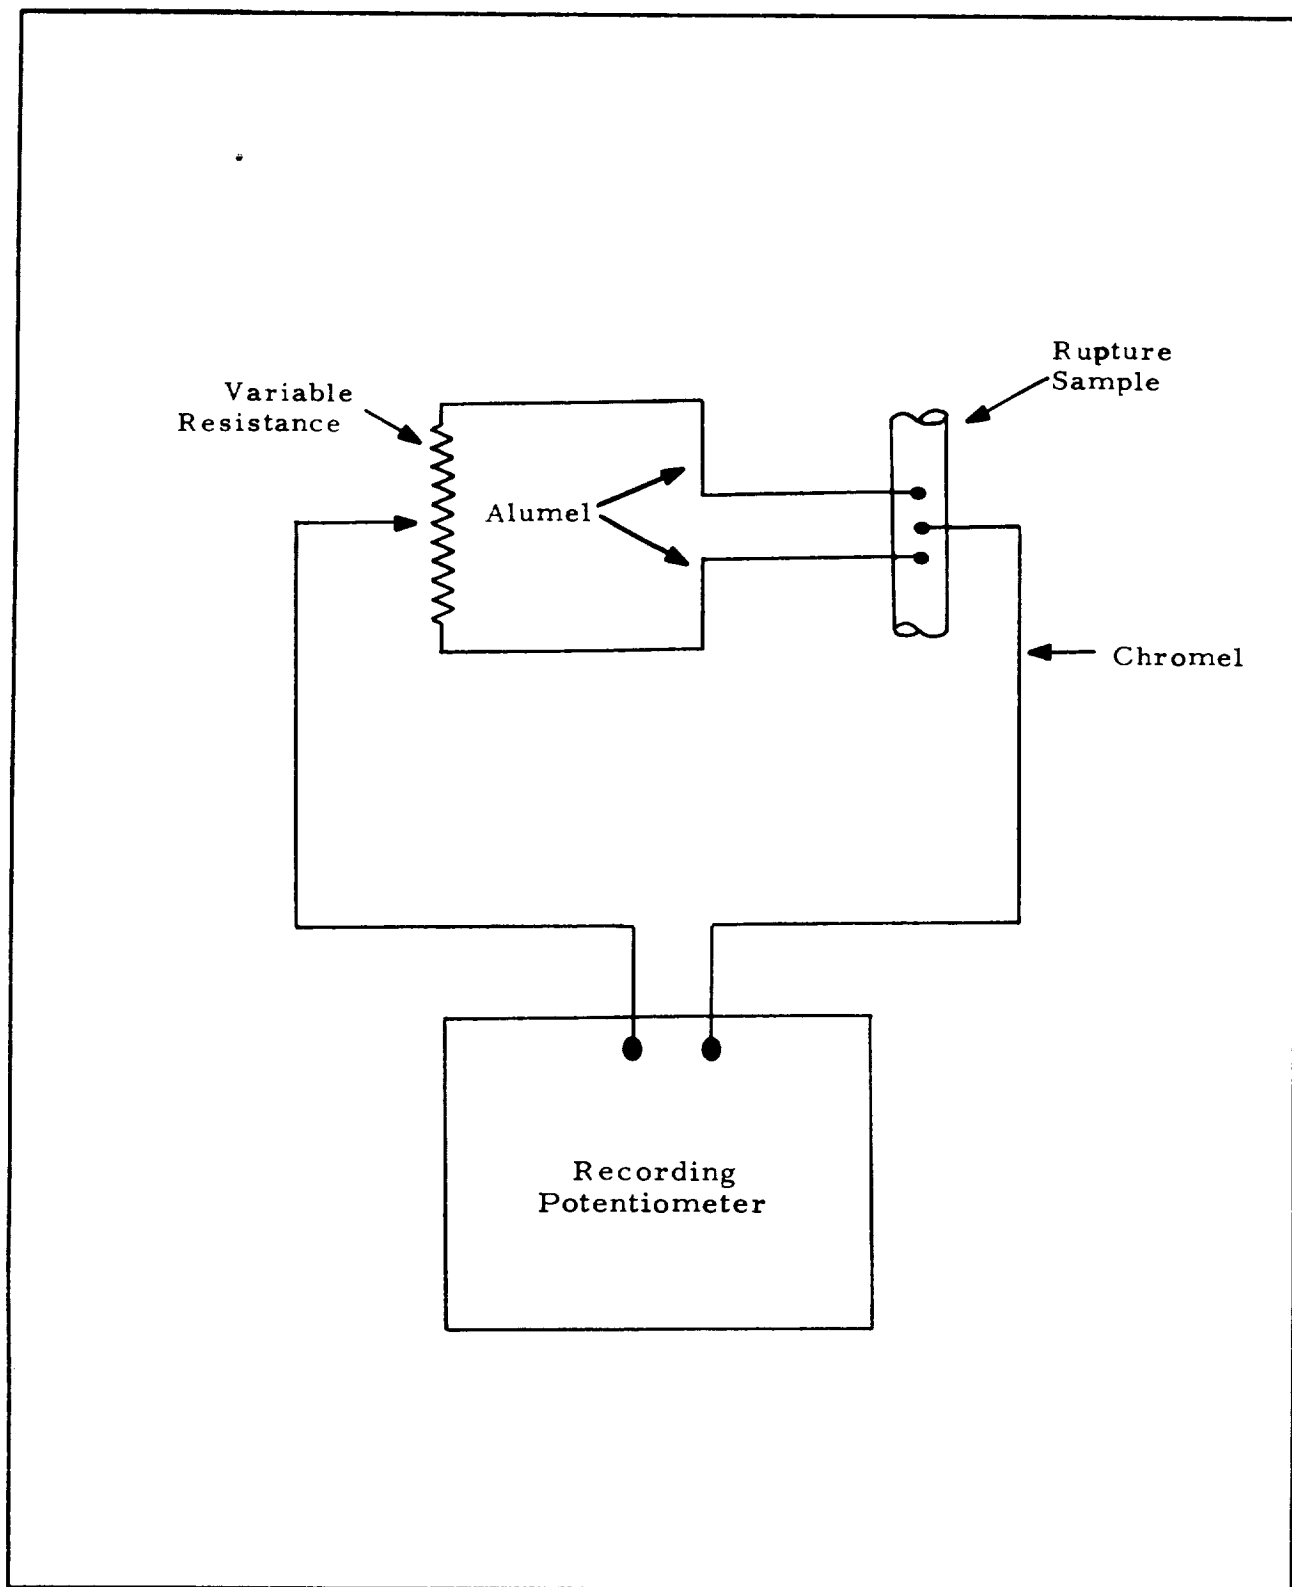 Rupture
Sample
Variable
Resistance
Alumel
Chromel
Recording
Potentiometer